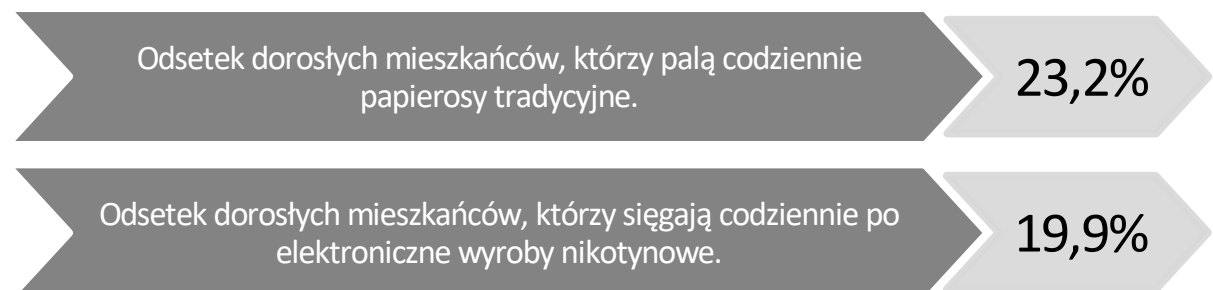 Odsetek dorosłych mieszkańców, którzy palą codziennie
papierosy tradycyjne.
23,2%
Odsetek dorosłych mieszkańców, którzy sięgają codziennie po
elektroniczne wyroby nikotynowe.
19,9%